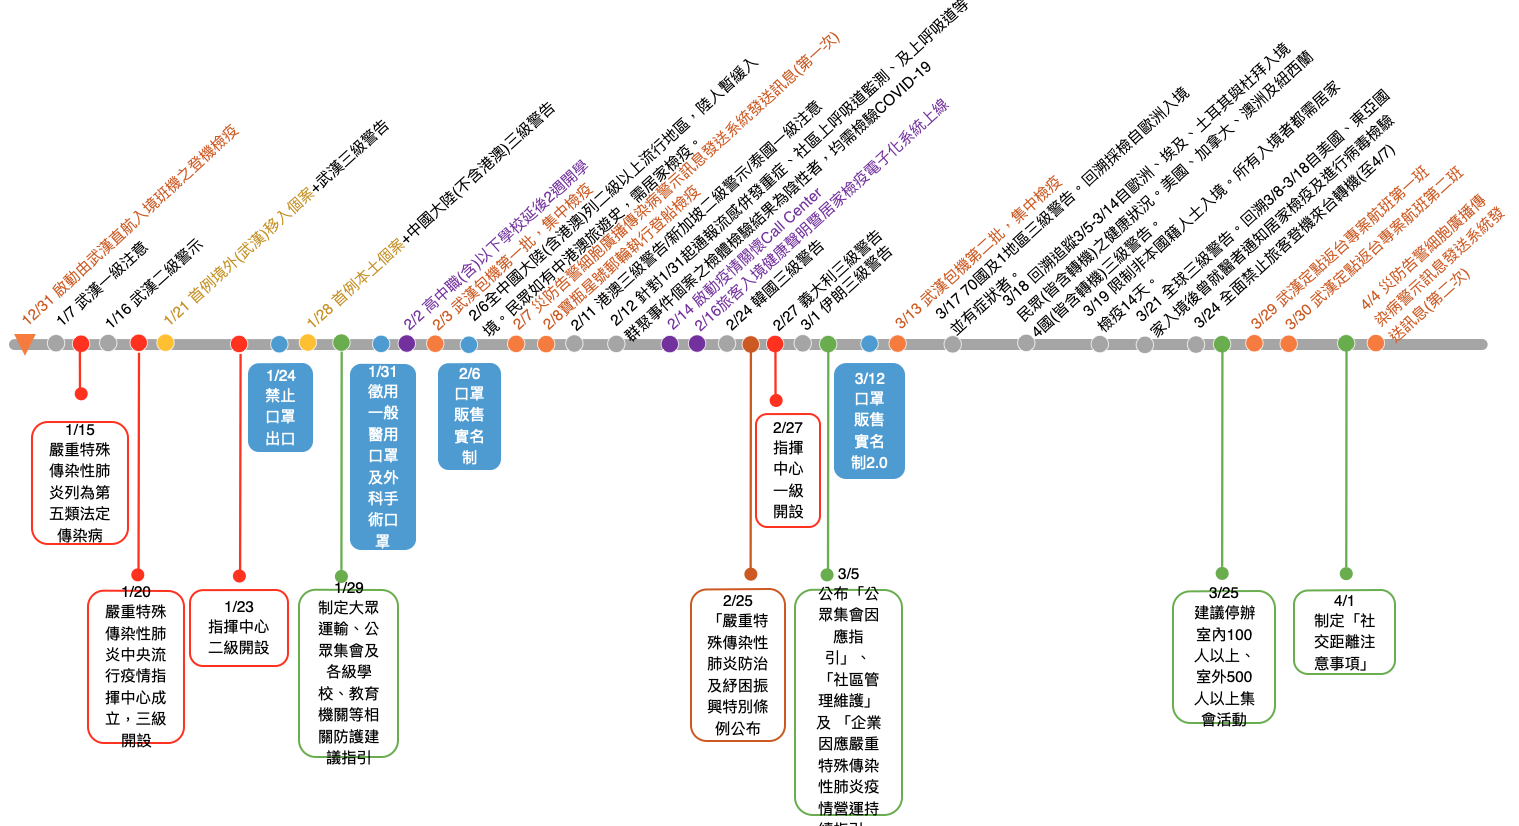 12/31 啟動由武漢直航入境班機之登機檢疫
1/7 武漢一級注意
1/16 武漢二級警示
1/21 首例境外(武漢)移入個案+武漢三級警告
1/28 首例本土個案+中國大陸(不含港澳)三級警告
2/2 高中職(含)以下學校延後2週開學
2/3 武漢包機第一批，集中檢疫
2/6全中國大陸(含港澳)列二級以上流行地區，陸人暫緩入
境。民眾如有中港澳旅遊史，需居家檢疫。
2/7 災防告警細胞廣播傳染病警示訊息發送系統發送訊息(第一次)
2/8寶瓶星號郵輪執行登船檢疫
2/11 港澳三級警告/新加坡二級警示/泰國一級注意
2/12 針對1/31起通報流感併發重症、社區上呼吸道監測、及上呼吸道等
群聚事件個案之檢體檢驗結果為陰性者，均需檢驗COVID-19
2/14 啟動疫情關懷Call Center
2/16旅客入境健康聲明暨居家檢疫電子化系統上線
2/24 韓國三級警告
2/27 義大利三級警告
3/1 伊朗三級警告
3/13 武漢包機第二批，集中檢疫
3/17 70國及1地區三級警告。回溯採檢自歐洲入境
並有症狀者。
3/18 回溯追蹤3/5-3/14自歐洲、埃及、土耳其與杜拜入境
民眾(皆含轉機)之健康狀況。美國、加拿大、澳洲及紐西蘭
4國(皆含轉機)三級警告。
3/19 限制非本國籍人士入境。所有入境者都需居家
檢疫14天。
3/21 全球三級警告。回溯3/8-3/18自美國、東亞國
家入境後曾就醫者通知居家檢疫及進行病毒檢驗
3/24 全面禁止旅客登機來台轉機(至4/7)
3/29 武漢定點返台專案航班第一班
3/30 武漢定點返台專案航班第二班
4/4 災防告警細胞廣播傳
染病警示訊息發送系統發
送訊息(第二次)
1/15
嚴重特殊
傳染性肺
炎列為第
五類法定
傳染病
1/20
嚴重特殊
傳染性肺
炎中央流
行疫情指
揮中心成
立，三級
開設
1/23
指揮中心
二級開設
1/24
禁止
口罩
出口
1/29
制定大眾
運輸、公
眾集會及
各級學
校、教育
機關等相
關防護建
議指引
1/31
徵用
一般
醫用
口罩
及外
科手
術口
罩
2/6
口罩
販售
實名
制
2/25
「嚴重特
殊傳染性
肺炎防治
及紓困振
興特別條
例公布
2/27
指揮
中心
一級
開設
3/5
公布「公
眾集會因
應指
引」、
「社區管
理維護」
及 「企業
因應嚴重
特殊傳染
性肺炎疫
情營運持
續指引」
3/12
口罩
販售
實名
制2.0
3/25
建議停辦
室內100
人以上、
室外500
人以上集
會活動
4/1
制定「社
交距離注
意事項」